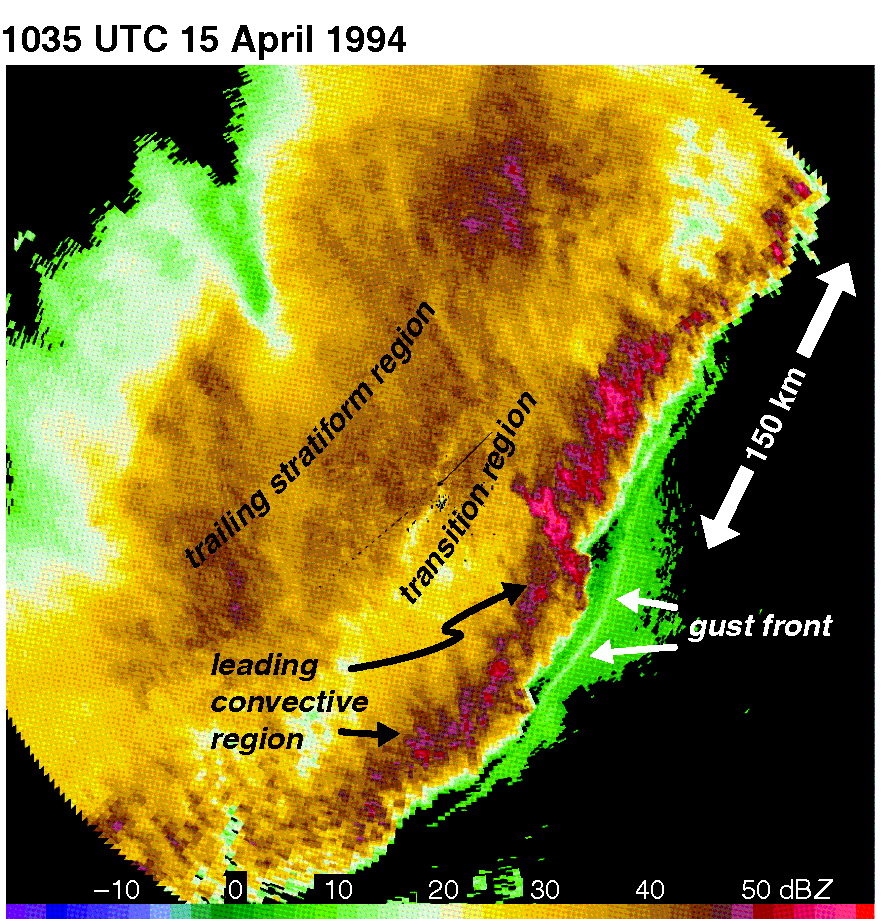 1035 UTC 15 April 1994
trailing stratiform region
transition region
150 km
gust front
leading
convective
region
−10 0 10 20 30 40 50 dBZ